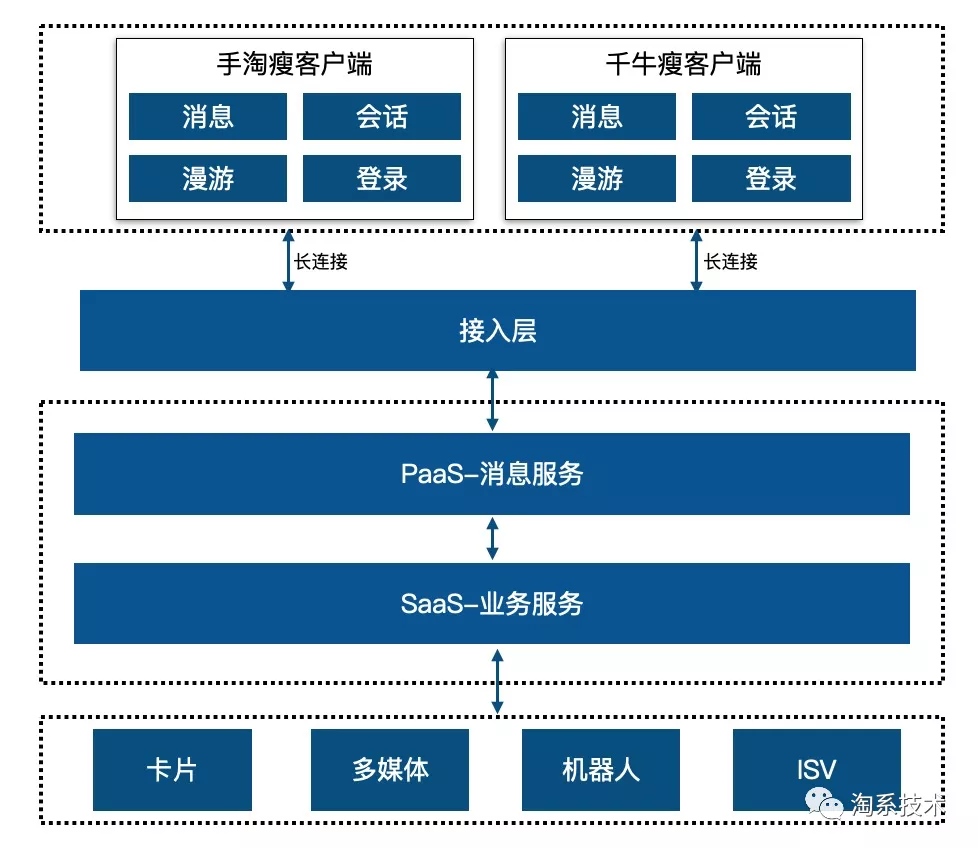 手淘瘦客户端
千牛瘦客户端
消息
会话
消息
会话
漫游
登录
漫游
登录
长连接
长连接
接入层
PaaS-消息服务
SaaS-业务服务
卡片
多媒体
机器人
ISV
淘系技术